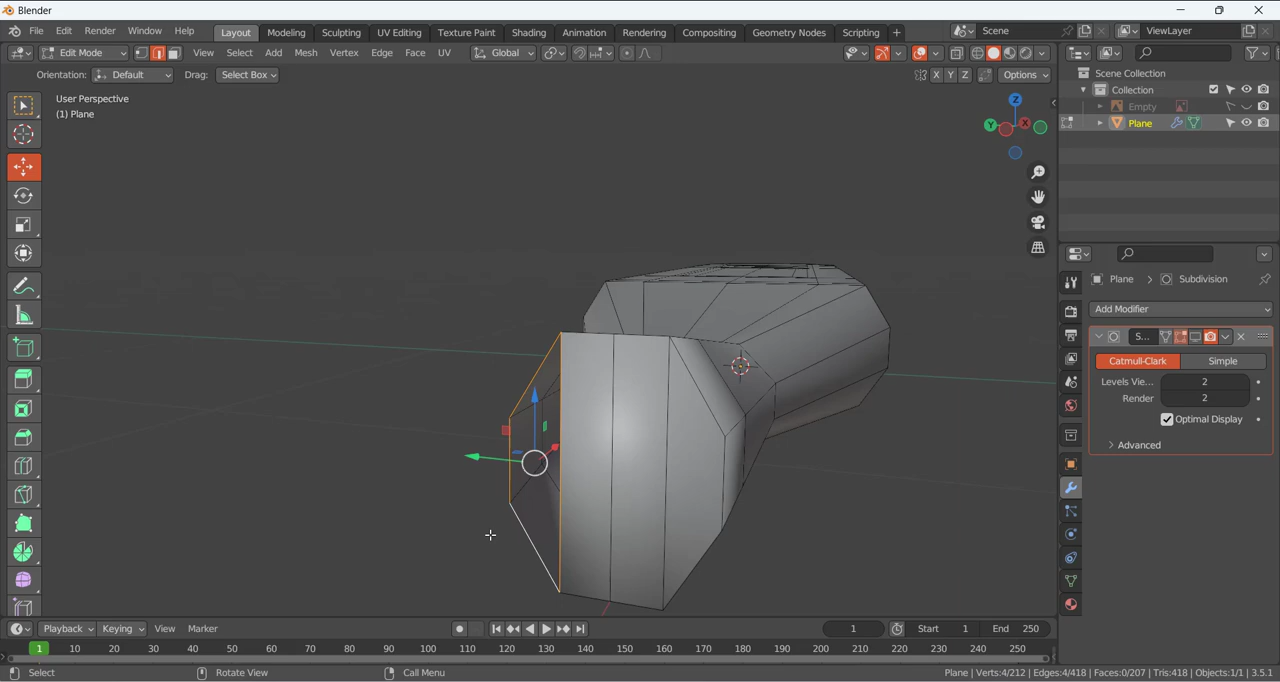 Blender
File Edit Render Window Help Layout Modeling Sculpting UV Editing Texture Paint Shading Animation Rendering Compositing Geometry Nodes Scripting + Scene ViewLayer
Edit Mode View Select Add Mesh Vertex Edge Face UV Global
Orientation: Default Drag: Select Box X Y Z Options
User Perspective
(1) Plane
Z
Y X
Scene Collection
Collection
Empty
Plane
Plane > Subdivision
Add Modifier
S...
Catmull-Clark Simple
Levels Vie... 2
Render 2
Optimal Display
> Advanced
Playback Keying View Marker 1 Start 1 End 250
1 10 20 30 40 50 60 70 80 90 100 110 120 130 140 150 160 170 180 190 200 210 220 230 240 250
Select Rotate View Call Menu Plane | Verts:4/212 | Edges:4/418 | Faces:0/207 | Tris:418 | Objects:1/1 | 3.5.1